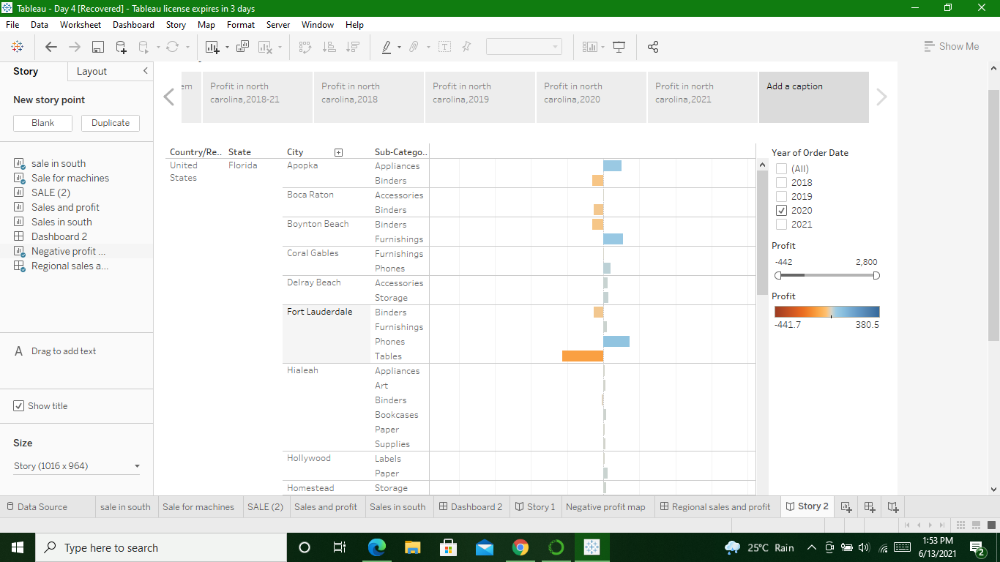 Tableau - Day 4 [Recovered] - Tableau license expires in 3 days
File Data Worksheet Dashboard Story Map Format Server Window Help
Show Me
Story Layout
New story point
Blank Duplicate
sale in south
Sale for machines
SALE (2)
Sales and profit
Sales in south
Dashboard 2
Negative profit ...
Regional sales a...
A Drag to add text
Show title
Size
Story (1016 x 964)
em
Profit in north
carolina,2018-21
Profit in north
carolina,2018
Profit in north
carolina,2019
Profit in north
carolina,2020
Profit in north
carolina,2021
Add a caption
Country/Re.. State City Sub-Catego..
United
States
Florida
Apopka Appliances
Binders
Boca Raton Accessories
Binders
Boynton Beach Binders
Furnishings
Coral Gables Furnishings
Phones
Delray Beach Accessories
Storage
Fort Lauderdale Binders
Furnishings
Phones
Tables
Hialeah Appliances
Art
Binders
Bookcases
Paper
Supplies
Hollywood Labels
Paper
Homestead Storage
Year of Order Date
(All)
2018
2019
2020
2021
Profit
-442 2,800
Profit
-441.7 380.5
Data Source sale in south Sale for machines SALE (2) Sales and profit Sales in south Dashboard 2 Story 1 Negative profit map Regional sales and profit Story 2
Type here to search
25°C Rain
1:53 PM
6/13/2021
2